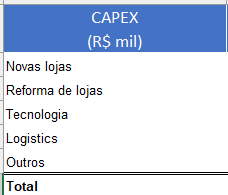 CAPEX
(R$ mil)
Novas lojas
Reforma de lojas
Tecnologia
Logistics
Outros
Total